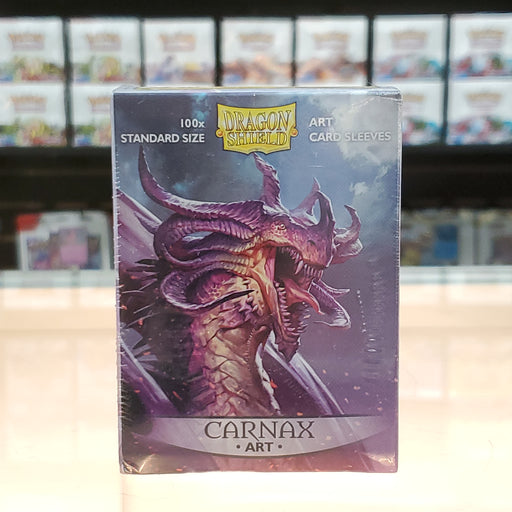 100x
STANDARD SIZE
DRAGON
SHIELD
ART
CARD SLEEVES
CARNAX
• ART •